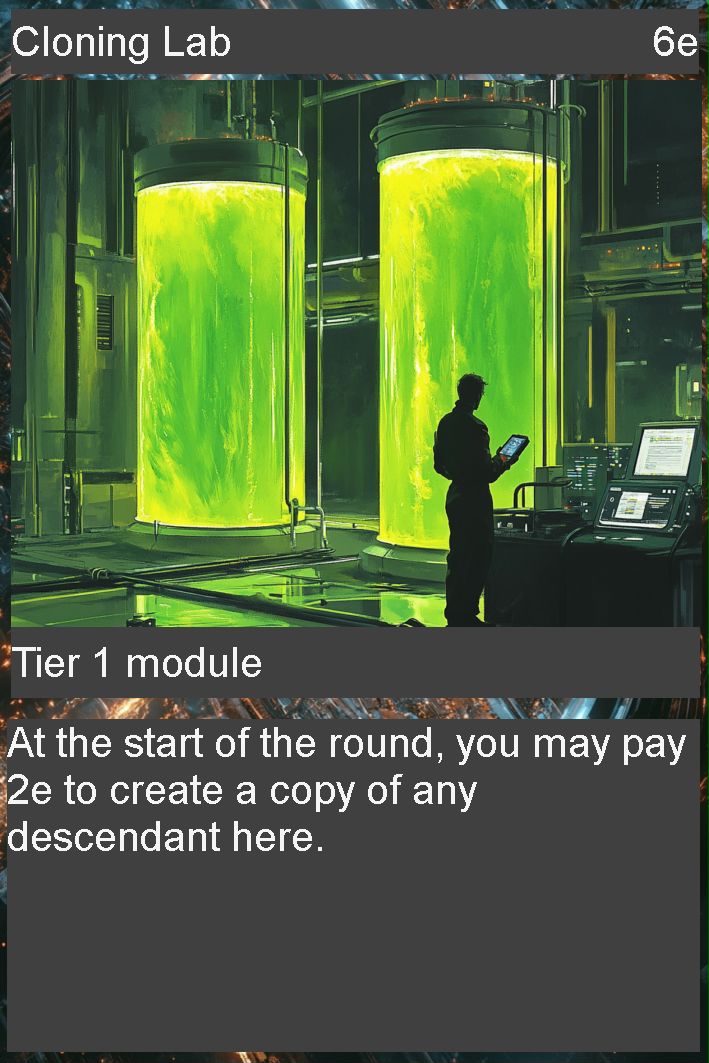 Cloning Lab 6e
Tier 1 module
At the start of the round, you may pay
2e to create a copy of any
descendant here.